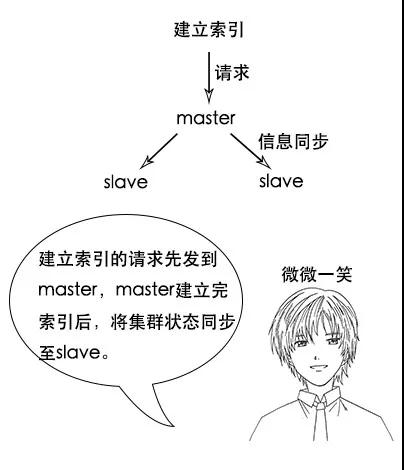 建立索引
请求
master
信息同步
slave
slave
建立索引的请求先发到
master，master建立完
索引后，将集群状态同步
至slave。
微微一笑